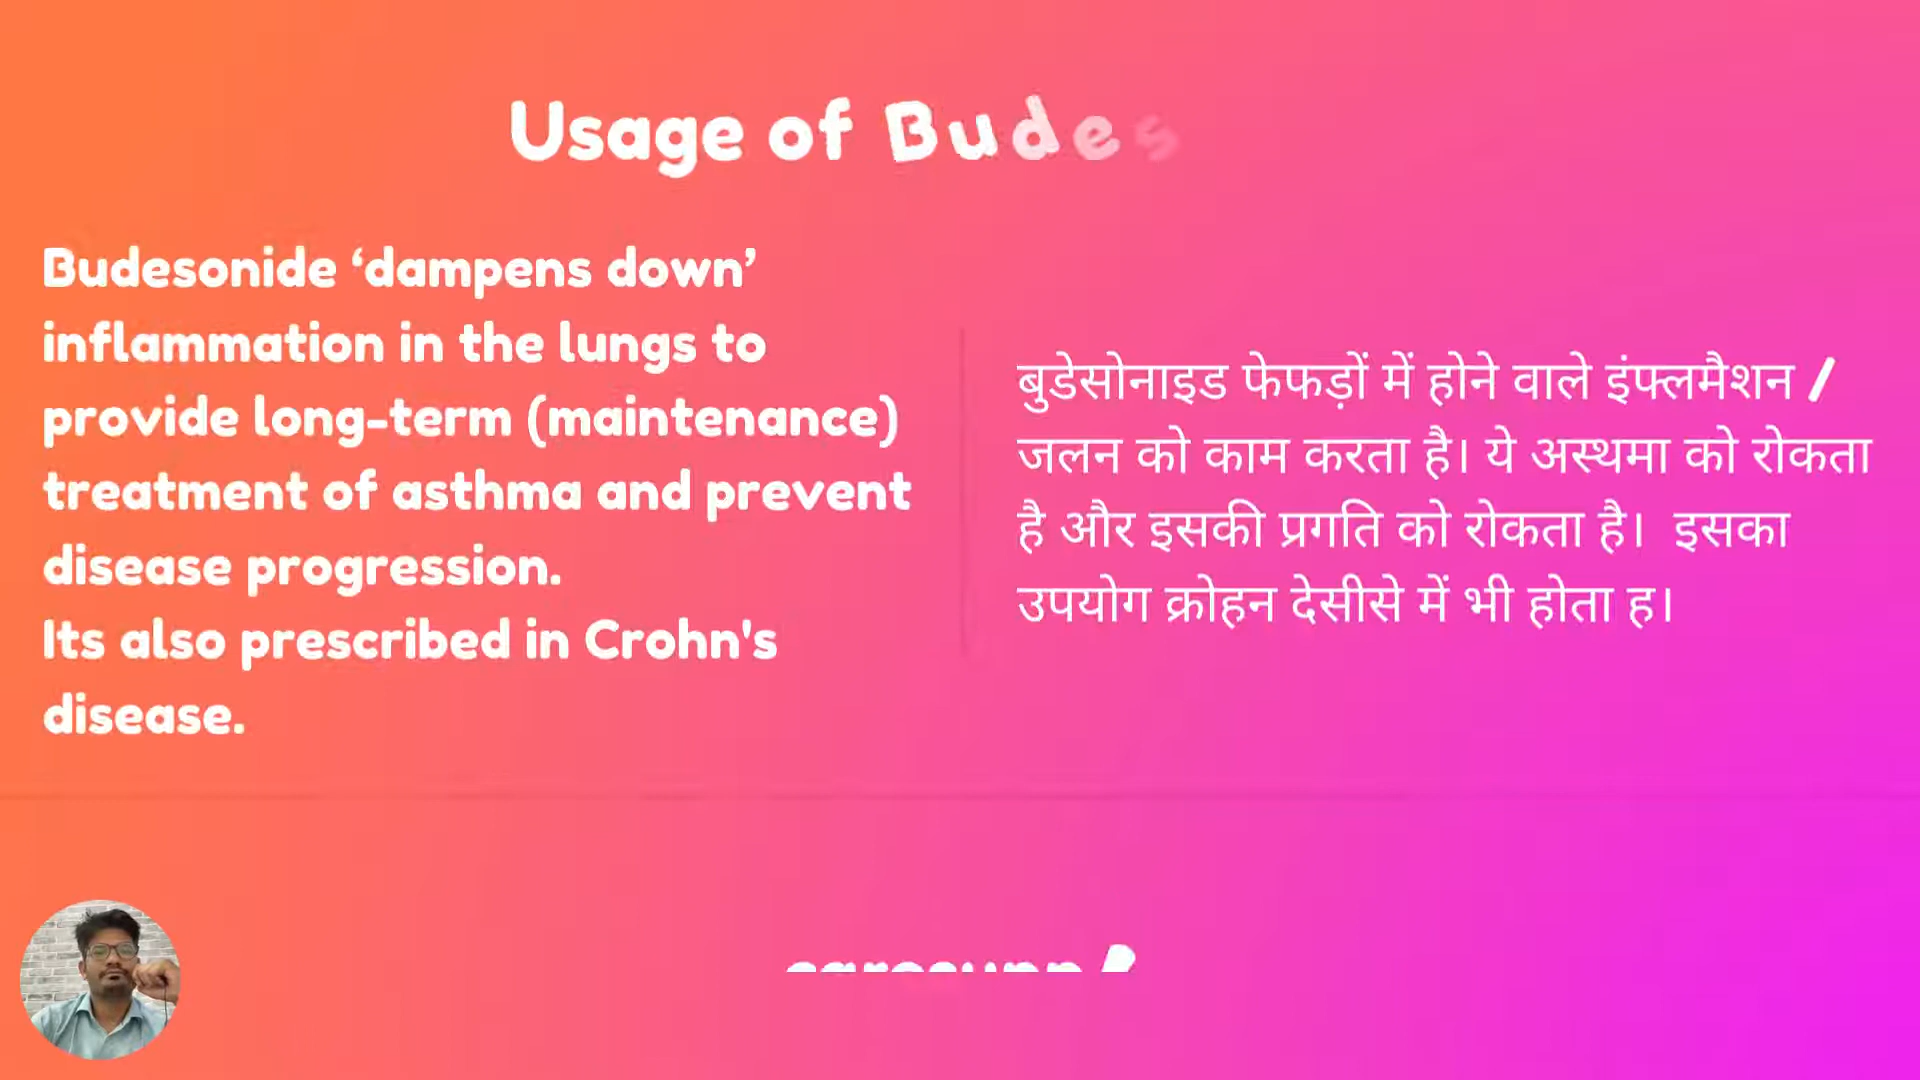 Usage of Budes
Budesonide ‘dampens down’
inflammation in the lungs to
provide long-term (maintenance)
treatment of asthma and prevent
disease progression.
Its also prescribed in Crohn's
disease.
बुडेसोनाइड फेफड़ों में होने वाले इंफ्लमैशन /
जलन को काम करता है। ये अस्थमा को रोकता
है और इसकी प्रगति को रोकता है। इसका
उपयोग क्रोहन देसीसे में भी होता ह।